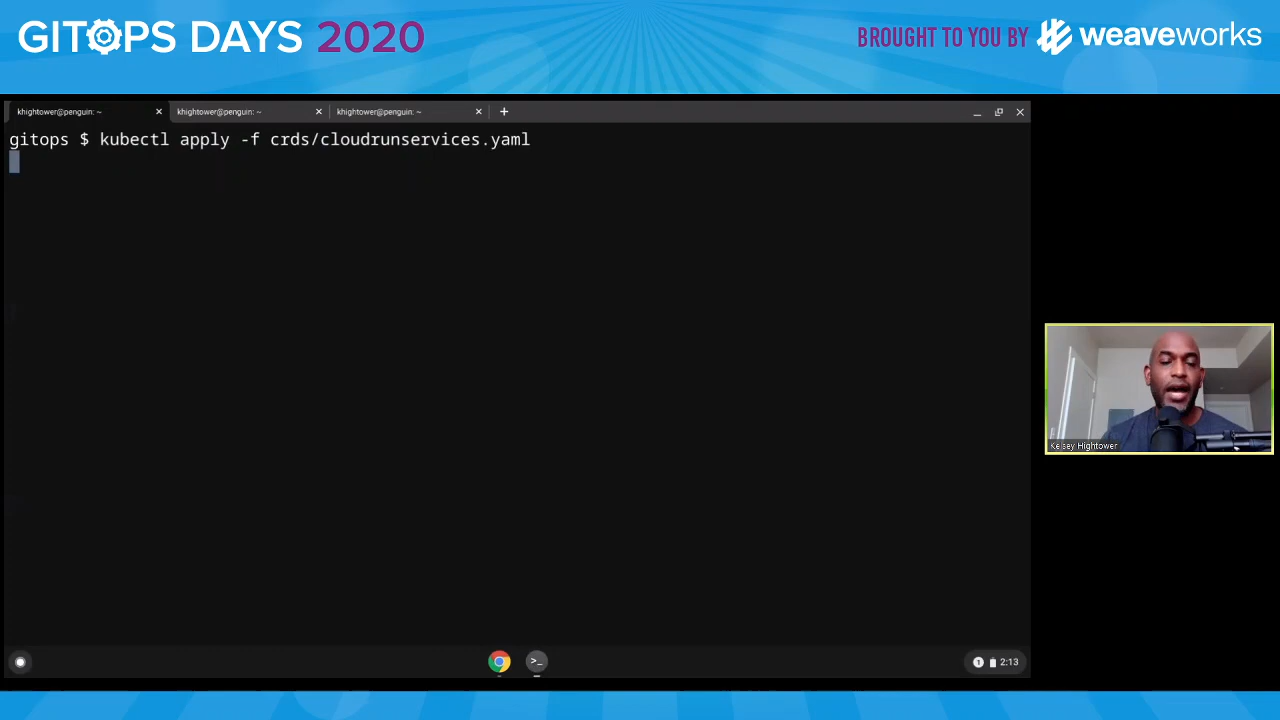 GITOPS DAYS 2020
BROUGHT TO YOU BY weaveworks
khightower@penguin: ~
khightower@penguin: ~
khightower@penguin: ~
gitops $ kubectl apply -f crds/cloudrunservices.yaml
Kelsey Hightower
1 2:13